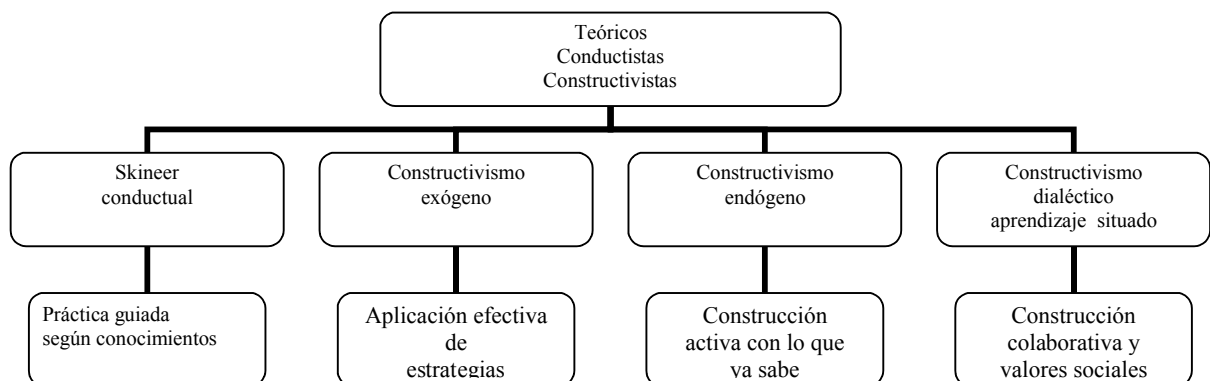 Teóricos
Conductistas
Constructivistas
Skineer
conductual
Constructivismo
exógeno
Constructivismo
endógeno
Constructivismo
dialéctico
aprendizaje situado
Práctica guiada
según conocimientos
Aplicación efectiva
de
estrategias
Construcción
activa con lo que
ya sabe
Construcción
colaborativa y
valores sociales